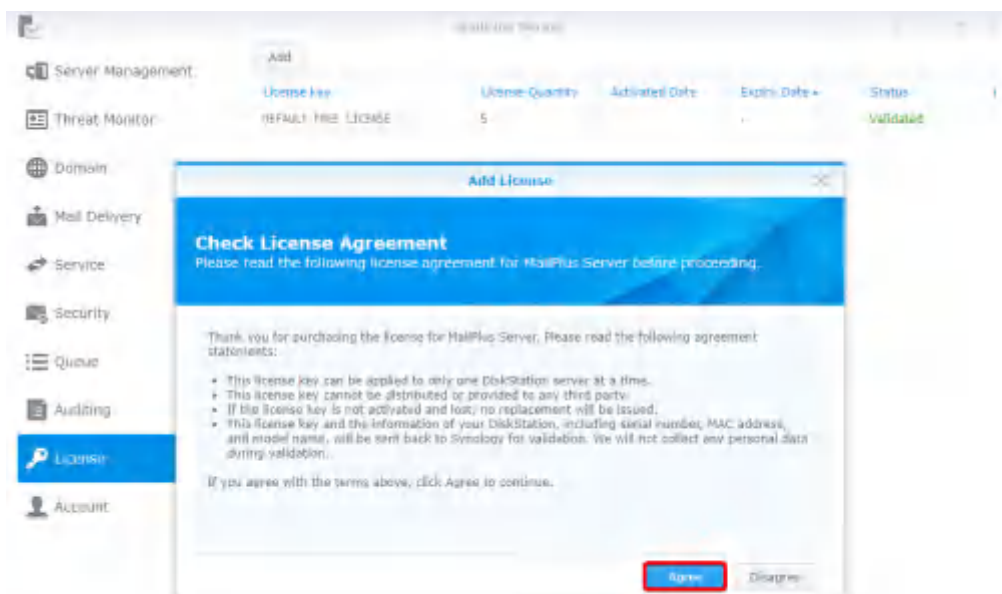 Server Management
Threat Monitor
Domain
Mail Delivery
Service
Security
Queue
Auditing
License
Account
Add
License Key License Quantity Activated Date Expiry Date
DEFAULT FREE LICENSE 5 - Validated
Add License
Check License Agreement
Please read the following license agreement for MailPlus Server before proceeding.
Thank you for purchasing the license for MailPlus Server. Please read the following agreement
statements:
• This license key can be applied to only one DiskStation server at a time.
• This license key cannot be distributed or provided to any third party.
• If the license key is not activated and lost, no replacement will be issued.
• This license key and the information of your DiskStation, including serial number, MAC address,
and model name, will be sent back to Synology for validation. We will not collect any personal data
during validation.
If you agree with the terms above, click Agree to continue.
Agree Disagree